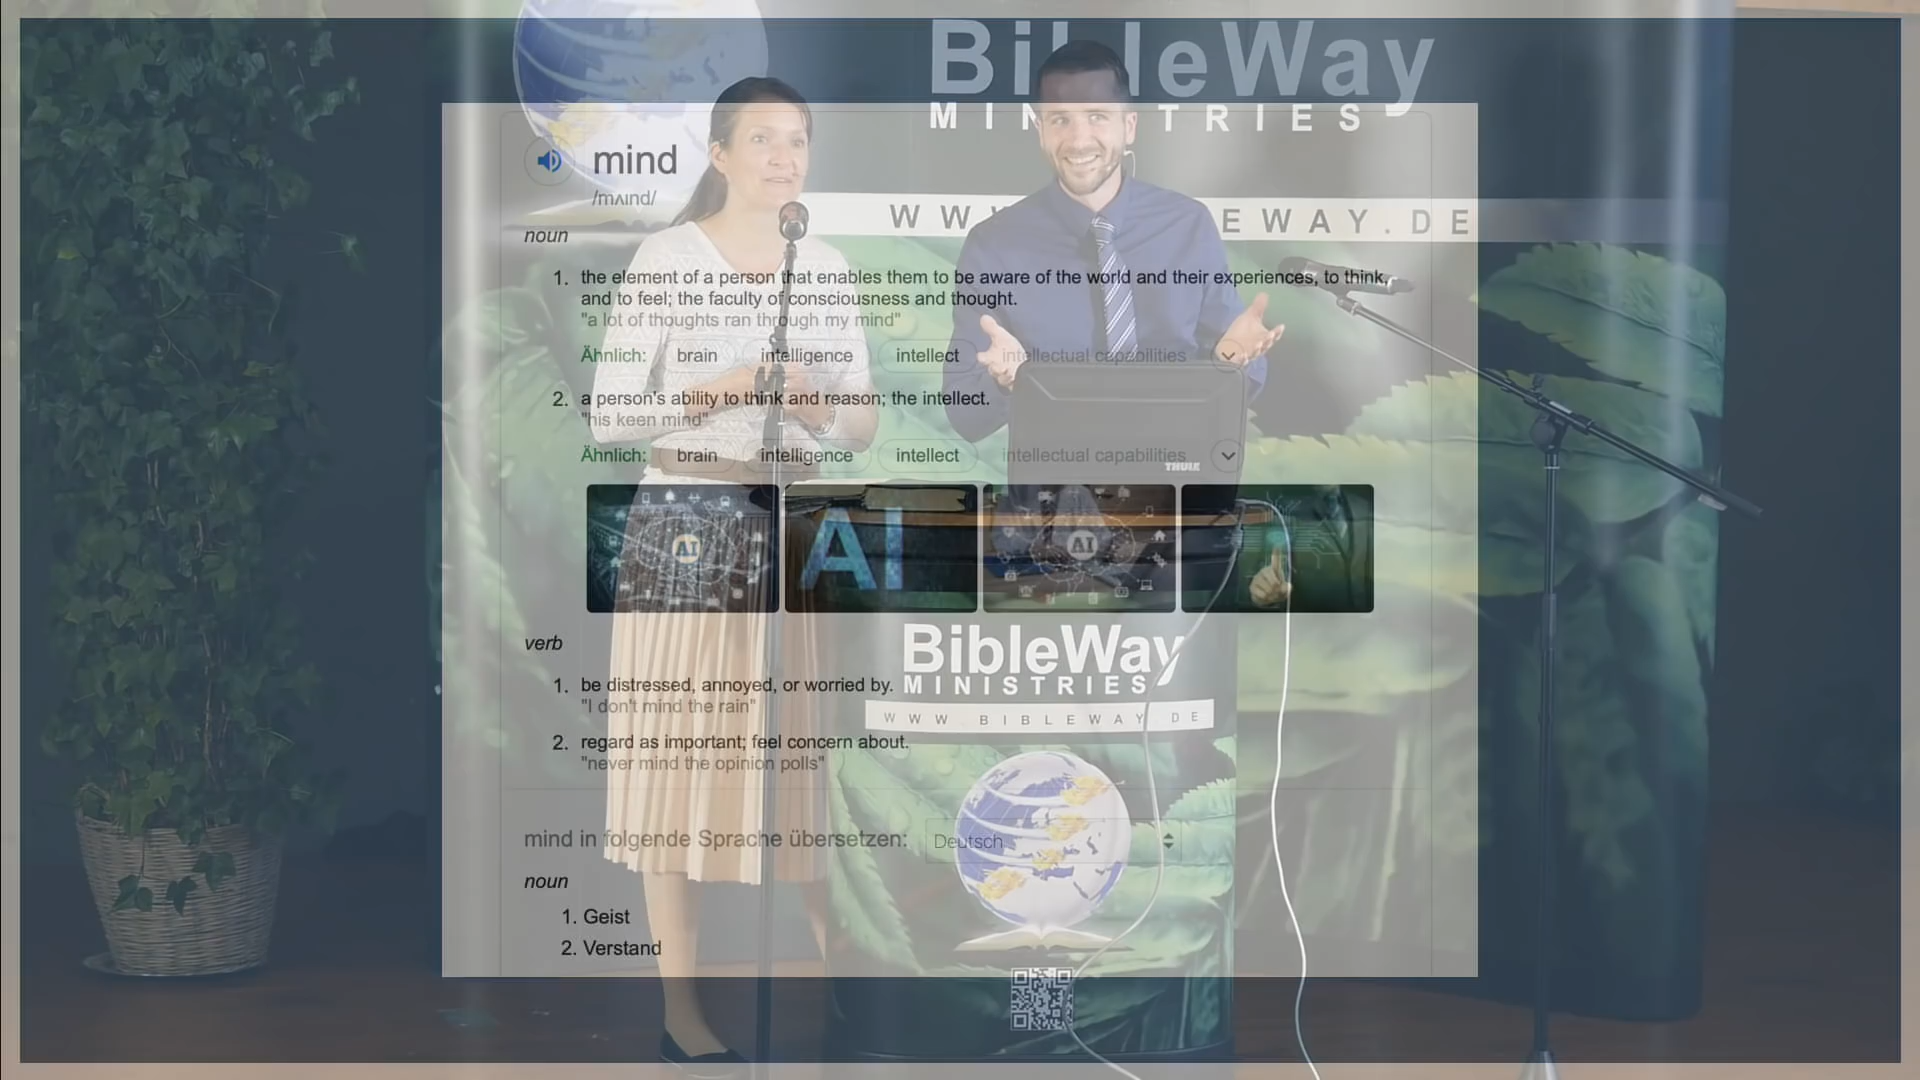 BibleWay
MINISTRIES
mind
/mʌɪnd/
noun
1. the element of a person that enables them to be aware of the world and their experiences, to think,
and to feel; the faculty of consciousness and thought.
"a lot of thoughts ran through my mind"
Ähnlich: brain intelligence intellect intellectual capabilities
2. a person's ability to think and reason; the intellect.
"his keen mind"
Ähnlich: brain intelligence intellect intellectual capabilities
THULE
AI
AI
AI
BibleWay
MINISTRIES
WWW.BIBLEWAY.DE
verb
1. be distressed, annoyed, or worried by.
"I don't mind the rain"
2. regard as important; feel concern about.
"never mind the opinion polls"
mind in folgende Sprache übersetzen: Deutsch
noun
1. Geist
2. Verstand